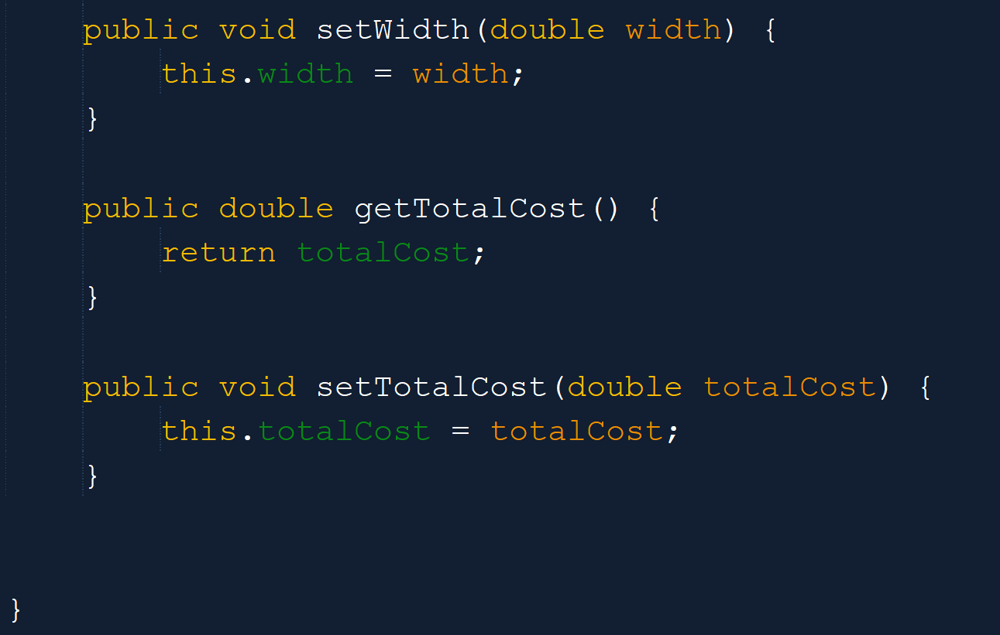 public void setWidth(double width) {
this.width = width;
}
public double getTotalCost() {
return totalCost;
}
public void setTotalCost(double totalCost) {
this.totalCost = totalCost;
}
}